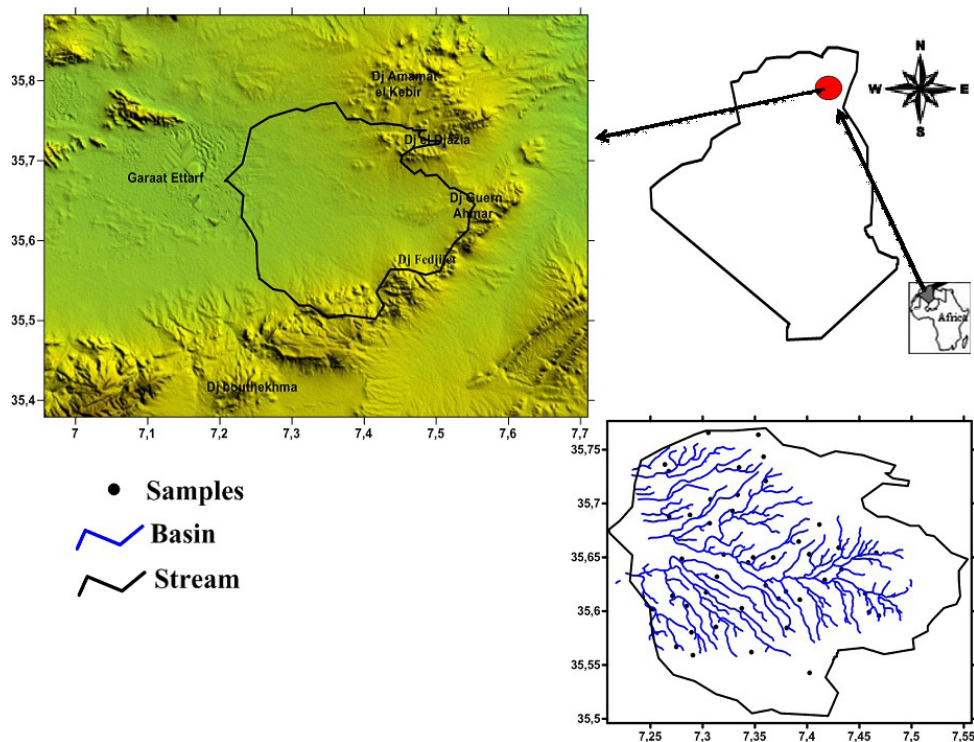 35,8
35,7
35,6
35,5
35,4
7
7,1
7,2
7,3
7,4
7,5
7,6
7,7
Dj Amamat
el Kebir
Dj el Djazia
Garaat Ettarf
Dj Guern
Ahmar
Dj Fedjijet
Dj bouthekhma
N
W
E
S
Africa
Samples
Basin
Stream
35,75
35,7
35,65
35,6
35,55
35,5
7,25
7,3
7,35
7,4
7,45
7,5
7,55